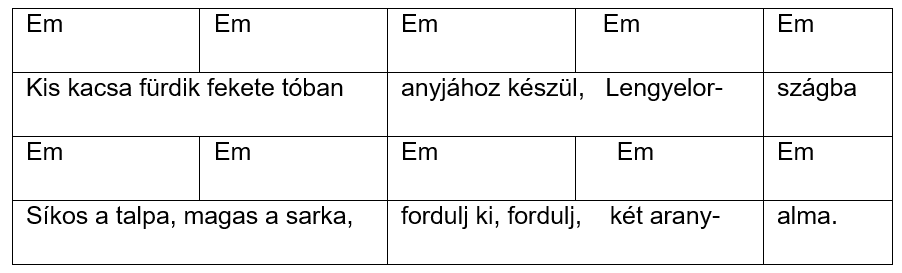 Em Em Em Em Em
Kis kacsa fürdik fekete tóban anyjához készül, Lengyelor- szágba
Em Em Em Em Em
Síkos a talpa, magas a sarka, fordulj ki, fordulj, két arany- alma.